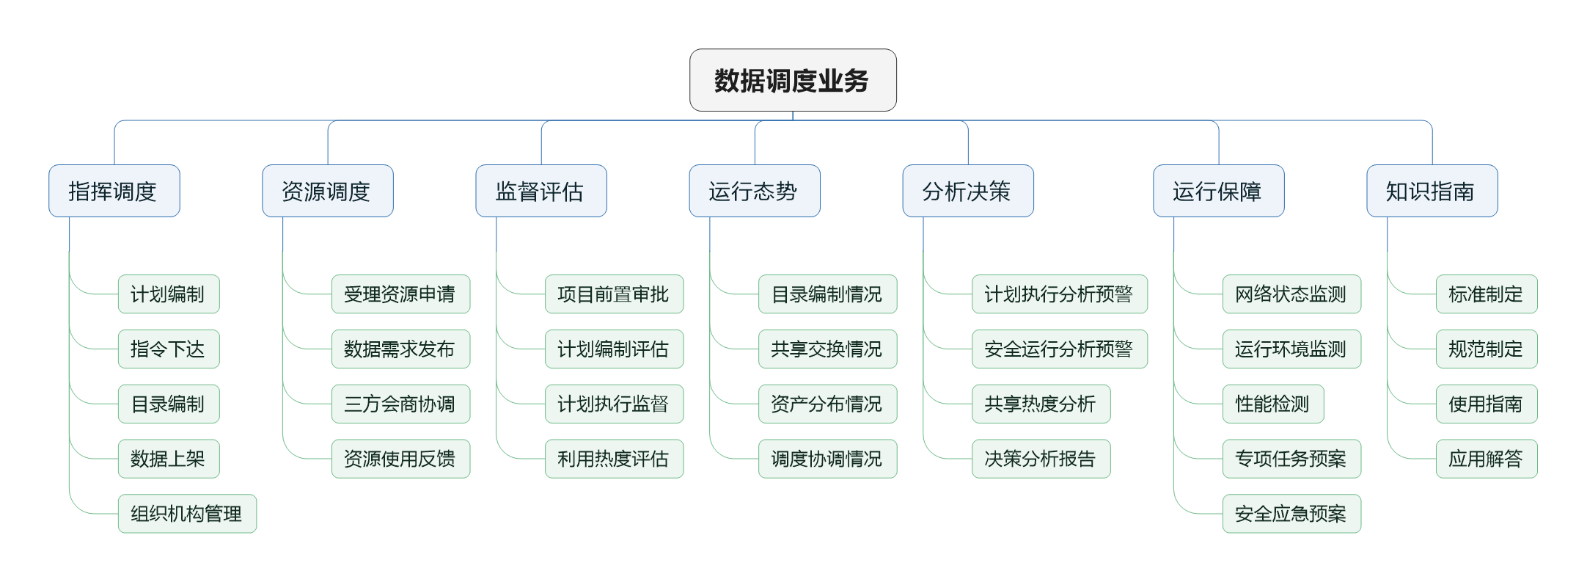 数据调度业务
指挥调度
计划编制
指令下达
目录编制
数据上架
组织机构管理
资源调度
受理资源申请
数据需求发布
三方会商协调
资源使用反馈
监督评估
项目前置审批
计划编制评估
计划执行监督
利用热度评估
运行态势
目录编制情况
共享交换情况
资产分布情况
调度协调情况
分析决策
计划执行分析预警
安全运行分析预警
共享热度分析
决策分析报告
运行保障
网络状态监测
运行环境监测
性能检测
专项任务预案
安全应急预案
知识指南
标准制定
规范制定
使用指南
应用解答